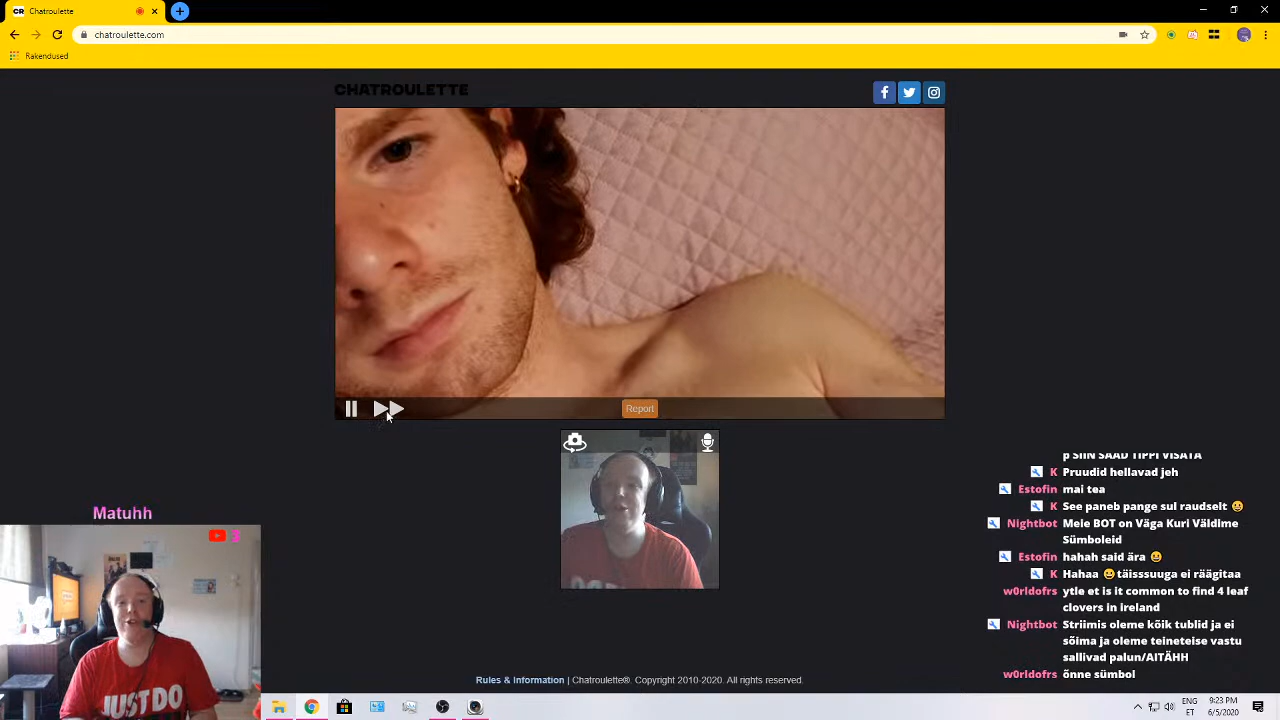 CR Chatroulette
chatroulette.com
Rakendused
CHATROULETTE
Report
p SIIN SAAD TIPPI VISATA
K Pruudid hellavad jeh
Estofin mai tea
K See paneb pange sul raudselt
Nightbot Meie BOT on Väga Kuri Väldime
Sümboleid
Estofin hahah said ära
K Hahaa täisssuuga ei räägitaa
w0rldofrs ytle et is it common to find 4 leaf
clovers in ireland
Nightbot Striimis oleme kõik tublid ja ei
sõima ja oleme teineteise vastu
sallivad palun/AITÄHH
w0rldofrs õnne sümbol
Matuhh
3
JUST DO
Rules & Information | Chatroulette®. Copyright 2010-2020. All rights reserved.
ENG
ET
9:23 PM
6/5/2020